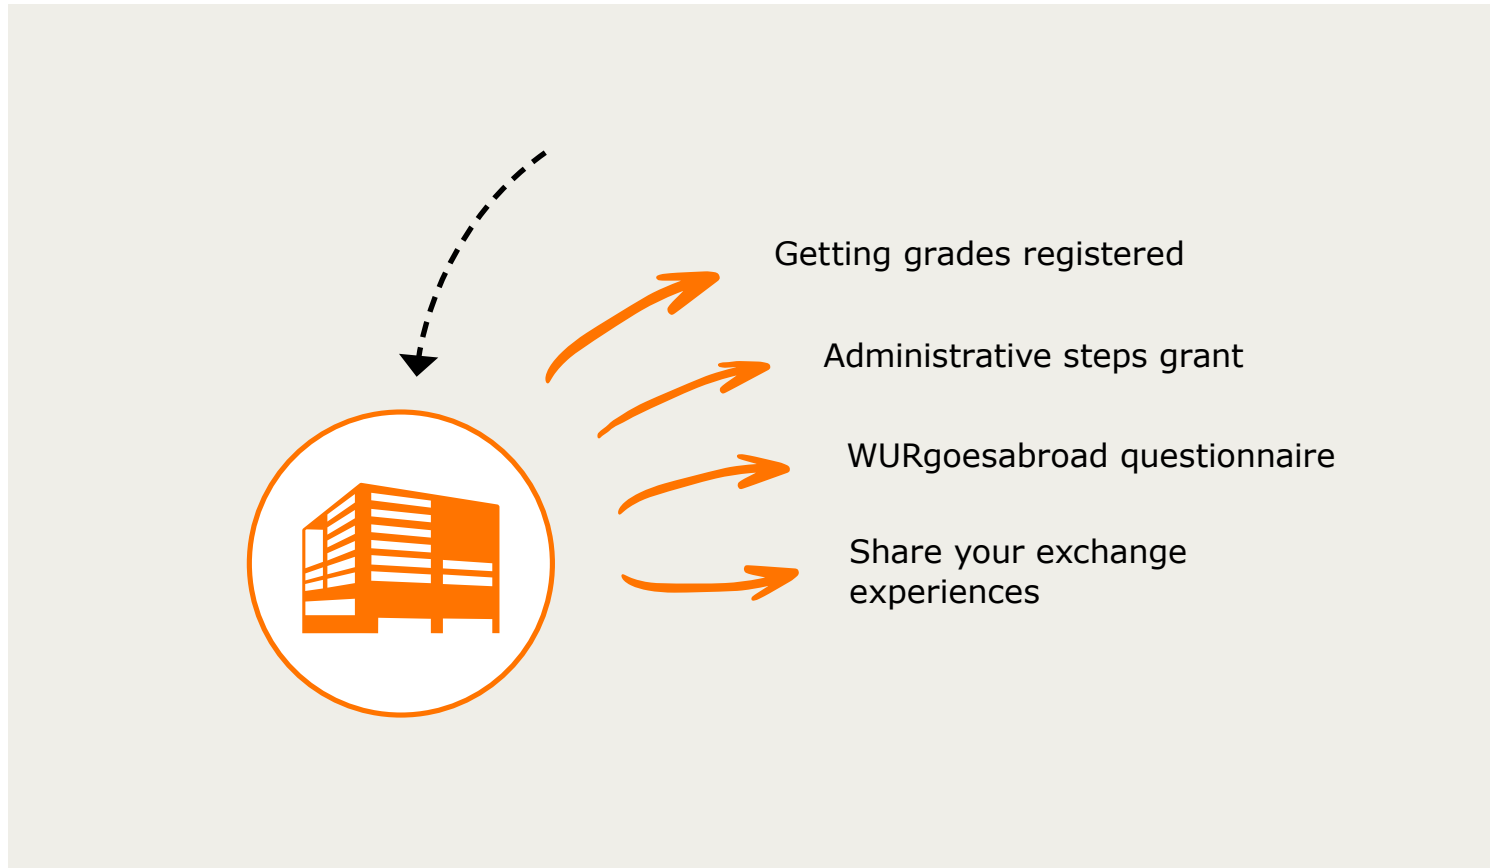 Getting grades registered
Administrative steps grant
WURgoesabroad questionnaire
Share your exchange
experiences